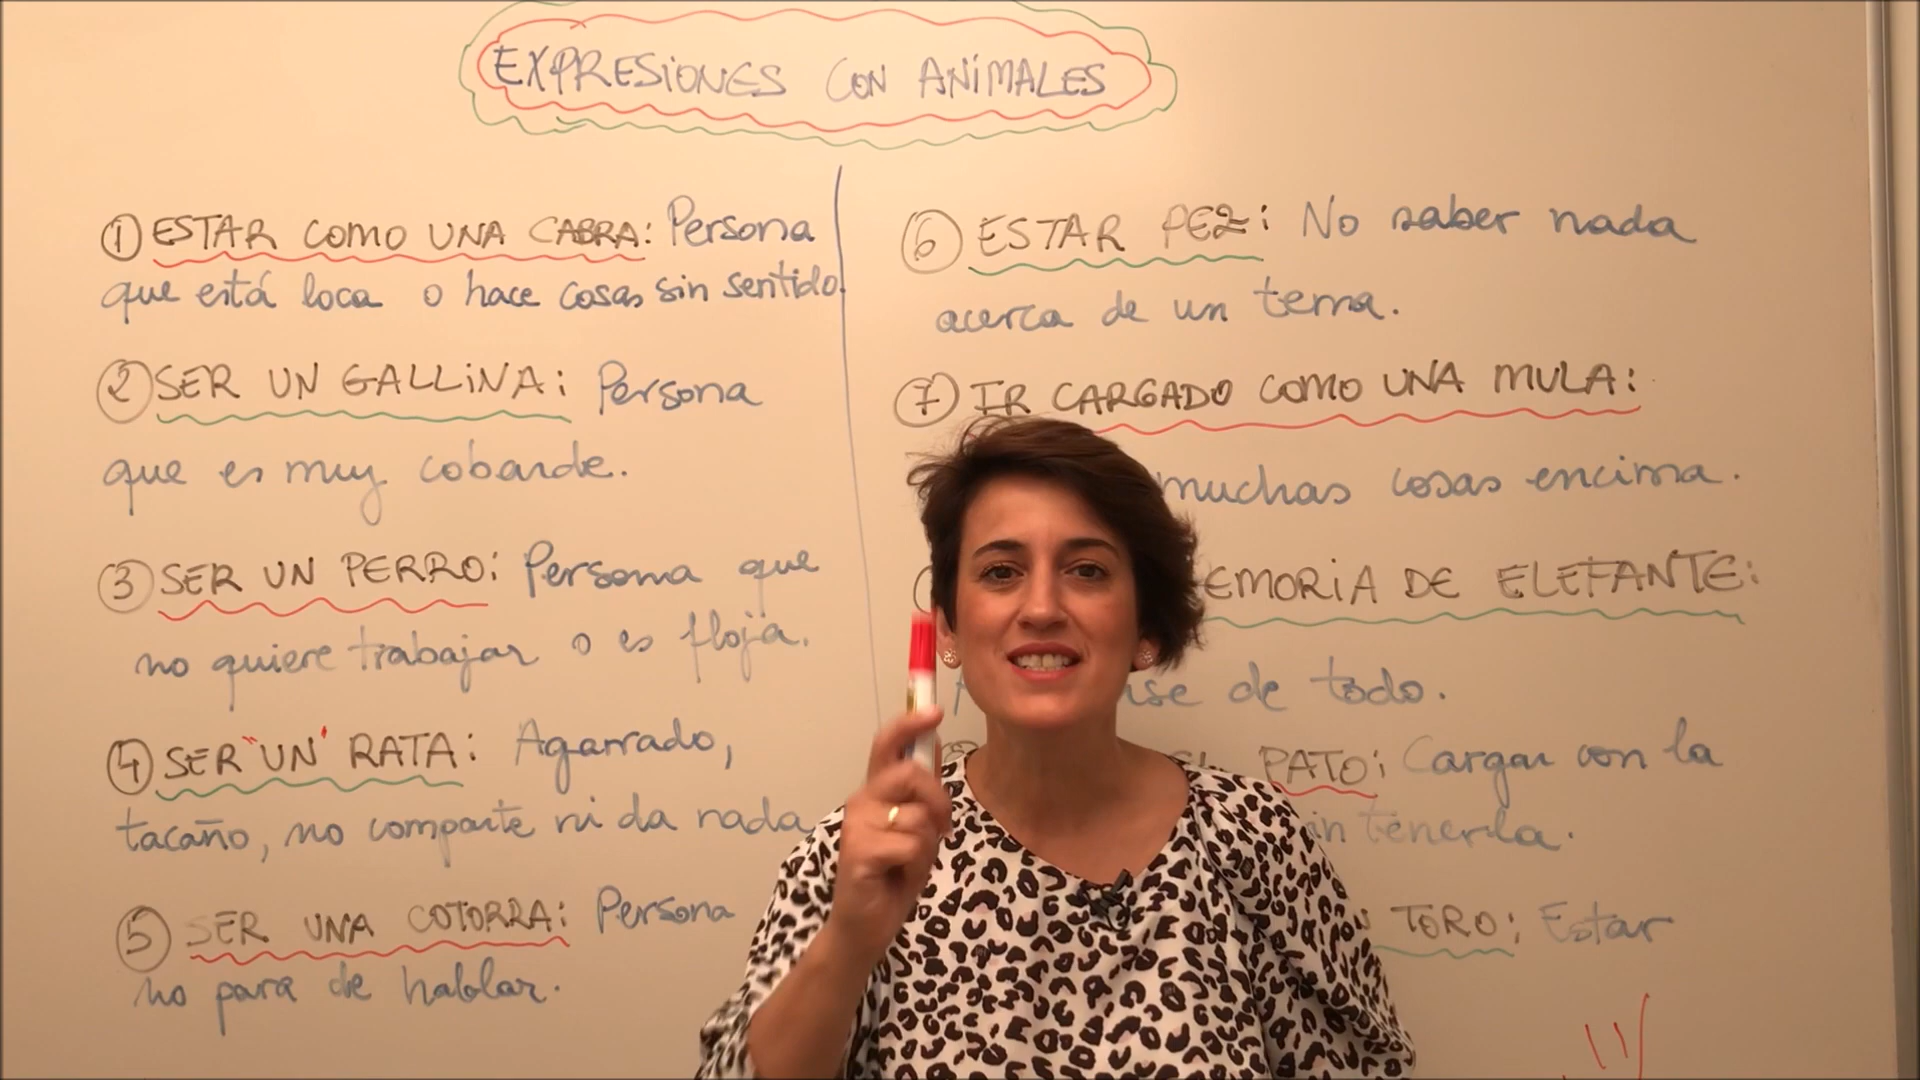 EXPRESIONES CON ANIMALES
① ESTAR COMO UNA CABRA: Persona
que está loca o hace cosas sin sentido.
② SER UN GALLINA: Persona
que es muy cobarde.
③ SER UN PERRO: Persona que
no quiere trabajar o es floja.
④ SER "UN" RATA: Agarrado,
tacaño, no comparte ni da nada
⑤ SER UNA COTORRA: Persona
no para de hablar.
⑥ ESTAR PEZ: No saber nada
acerca de un tema.
⑦ IR CARGADO COMO UNA MULA:
muchas cosas encima.
EMORIA DE ELEFANTE:
de todo.
PATO: Cargar con la
tenerla.
TORO: Estar